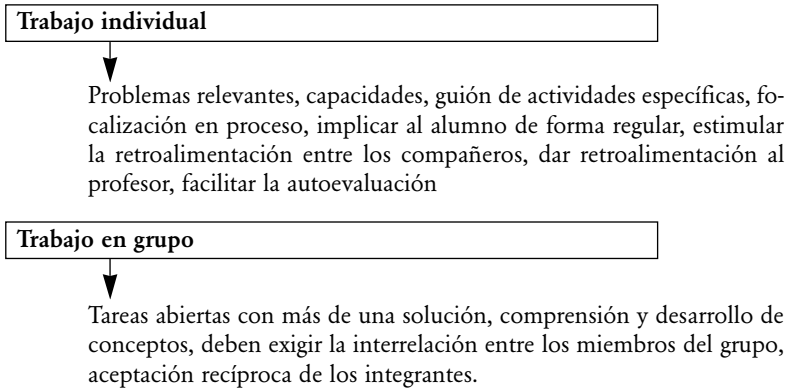 Trabajo individual
Problemas relevantes, capacidades, guión de actividades específicas, fo-
calización en proceso, implicar al alumno de forma regular, estimular
la retroalimentación entre los compañeros, dar retroalimentación al
profesor, facilitar la autoevaluación
Trabajo en grupo
Tareas abiertas con más de una solución, comprensión y desarrollo de
conceptos, deben exigir la interrelación entre los miembros del grupo,
aceptación recíproca de los integrantes.